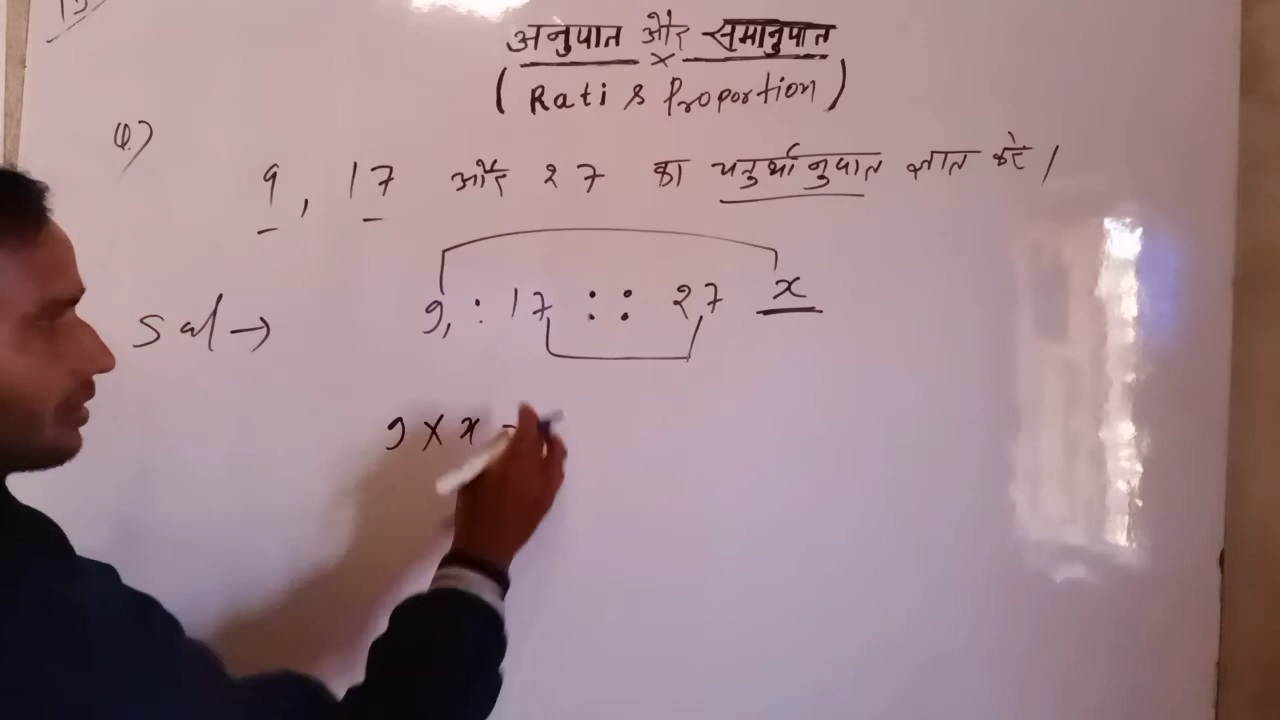 अनुपात और समानुपात
( Rati & Proportion )
Q)
9, 17 और 27 का चतुर्थानुपात ज्ञात करें।
Sol → 9, : 17 : : 27 x
9 × x =